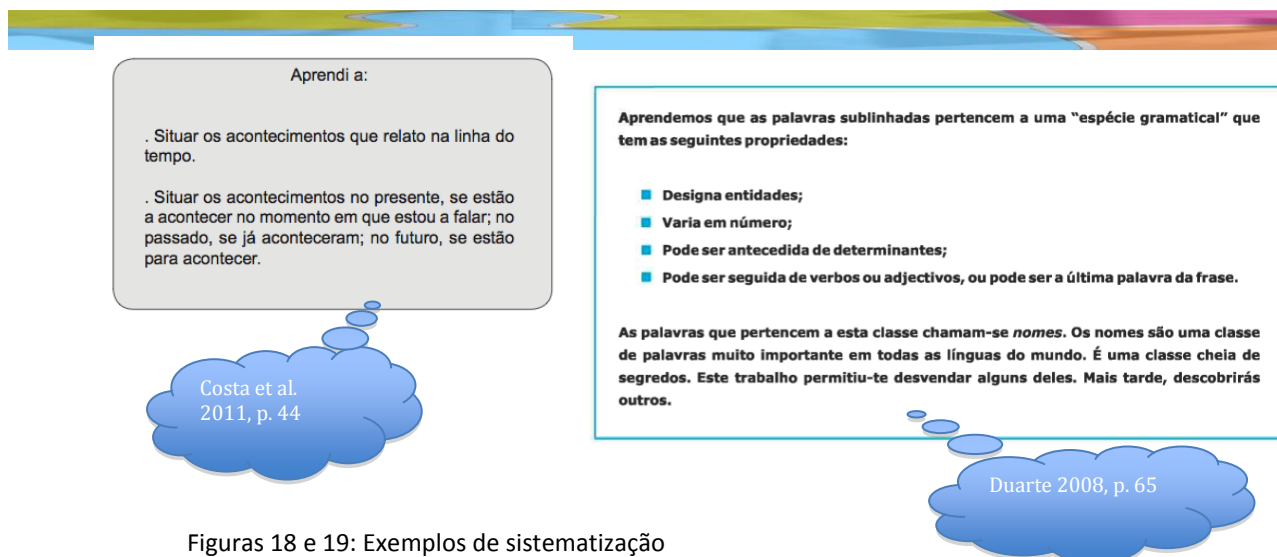 Aprendi a:
. Situar os acontecimentos que relato na linha do
tempo.
. Situar os acontecimentos no presente, se estão
a acontecer no momento em que estou a falar; no
passado, se já aconteceram; no futuro, se estão
para acontecer.
Costa et al.
2011, p. 44
Aprendemos que as palavras sublinhadas pertencem a uma “espécie gramatical” que
tem as seguintes propriedades:
Designa entidades;
Varia em número;
Pode ser antecedida de determinantes;
Pode ser seguida de verbos ou adjectivos, ou pode ser a última palavra da frase.
As palavras que pertencem a esta classe chamam-se nomes. Os nomes são uma classe
de palavras muito importante em todas as línguas do mundo. É uma classe cheia de
segredos. Este trabalho permitiu-te desvendar alguns deles. Mais tarde, descobrirás
outros.
Duarte 2008, p. 65
Figuras 18 e 19: Exemplos de sistematização